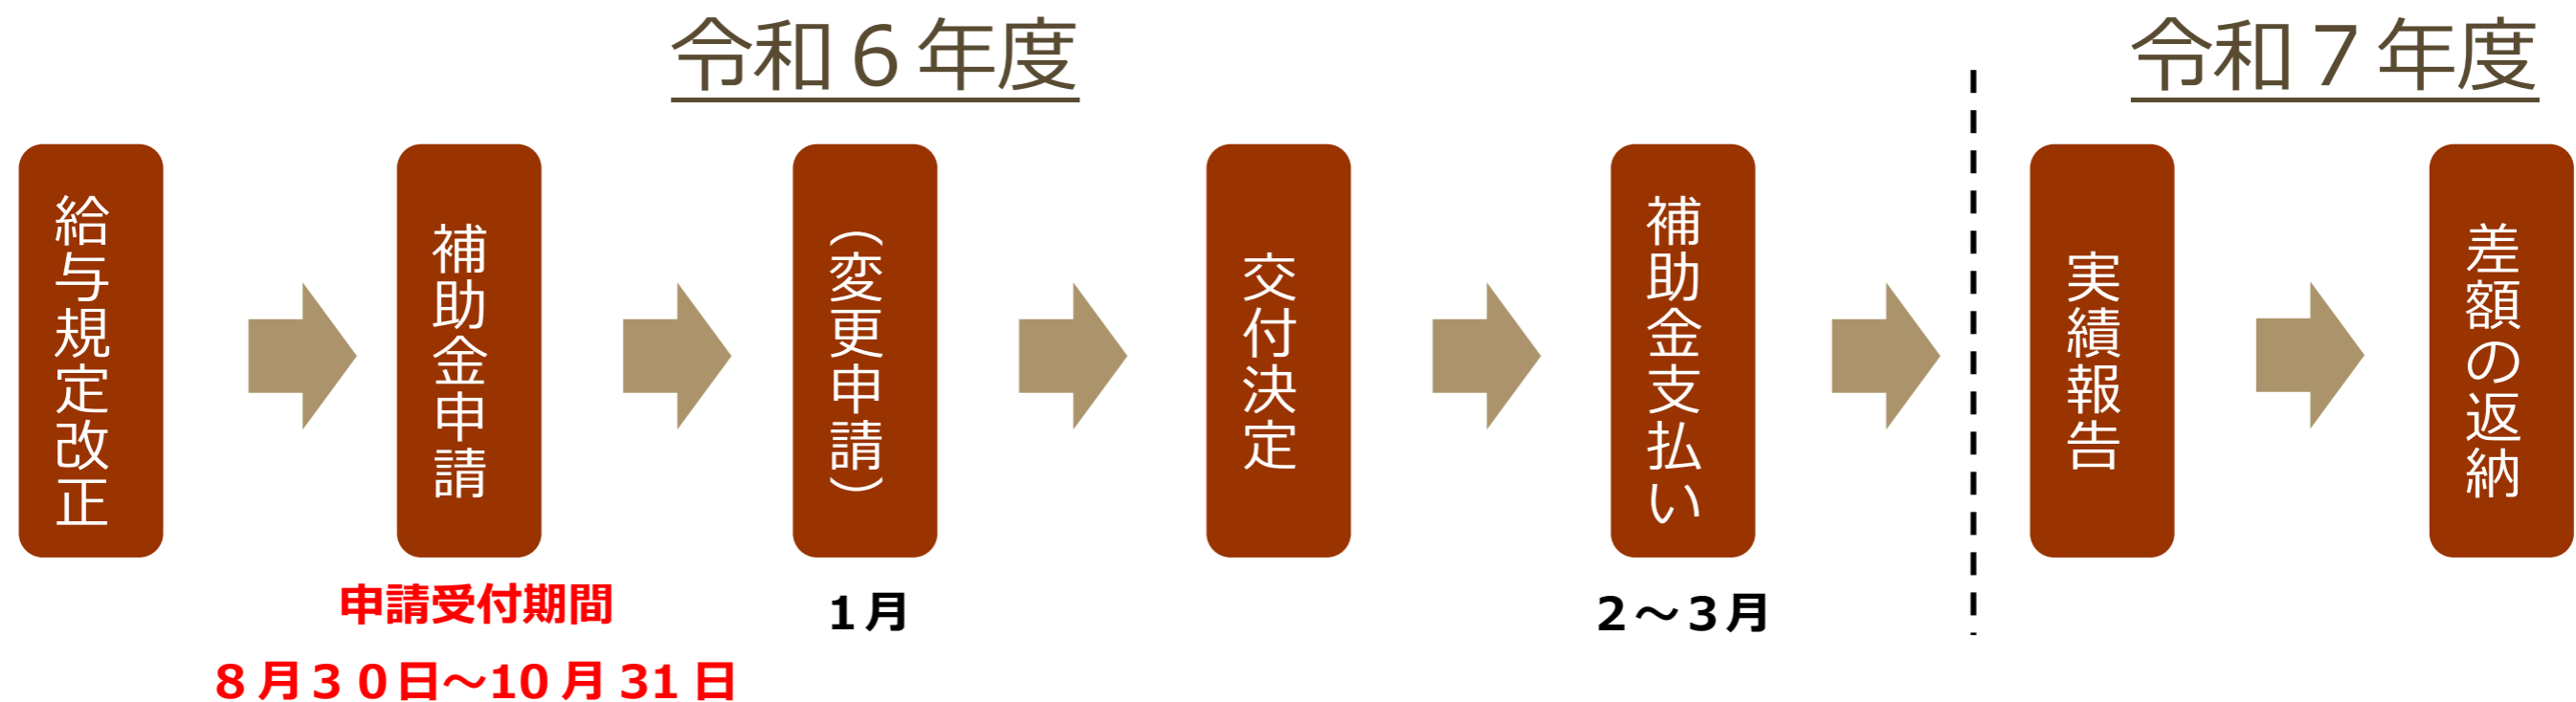 令和６年度
令和７年度
給与規定改正
補助金申請
（変更申請）
交付決定
補助金支払い
実績報告
差額の返納
申請受付期間
８月３０日～10月31日
１月
２～３月